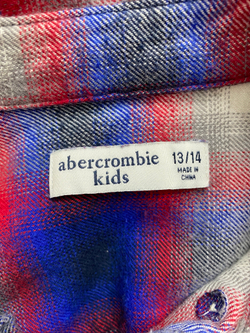 abercrombie
kids
13/14
MADE IN
CHINA